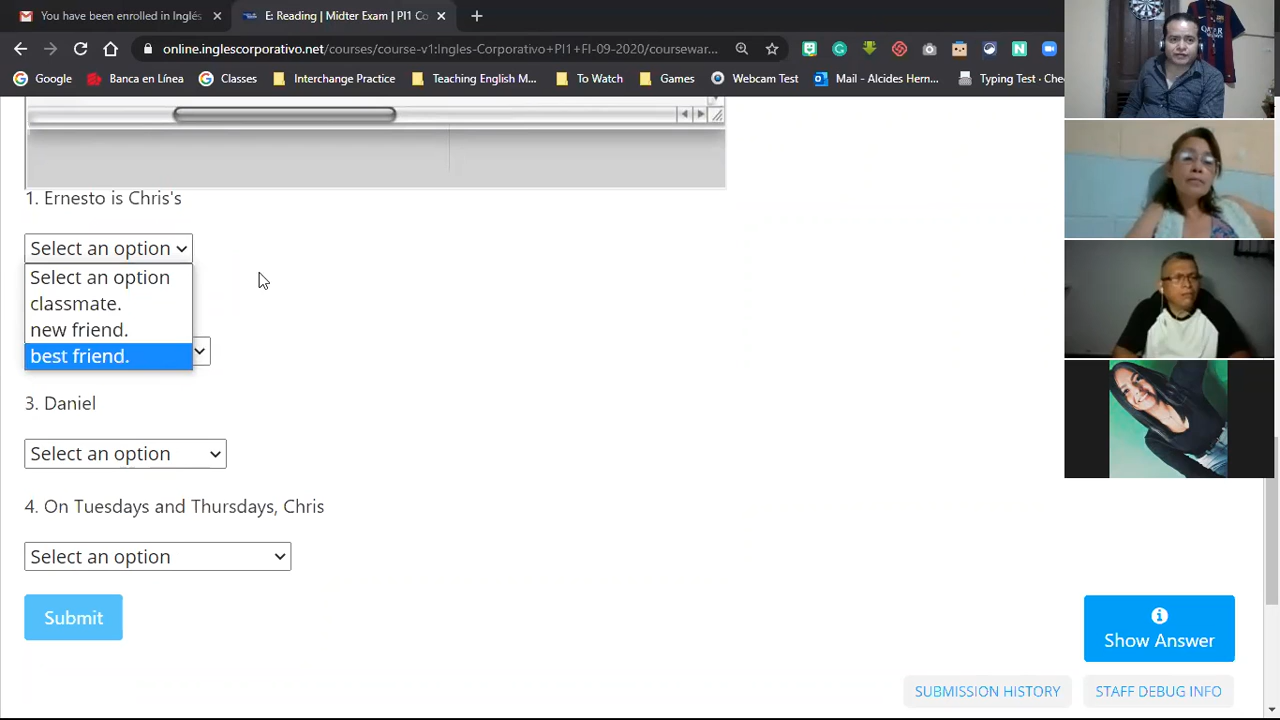 You have been enrolled in Inglés
E: Reading | Midter Exam | PI1 Co
online.inglescorporativo.net/courses/course-v1:Ingles
rativo+PI1+FI-09-2020/coursewar...
Google
Banca en Línea
Classes
Interchange Practice
Teaching English M...
To Watch
Games
Webcam Test
Mail - Alcides Hern...
Typing Test - Che
QATAR
1. Ernesto is Chris's
Select an option
Select an option
classmate.
new friend.
best friend.
3. Daniel
Select an option
4. On Tuesdays and Thursdays, Chris
Select an option
Submit
Show Answer
SUBMISSION HISTORY
STAFF DEBUG INFO